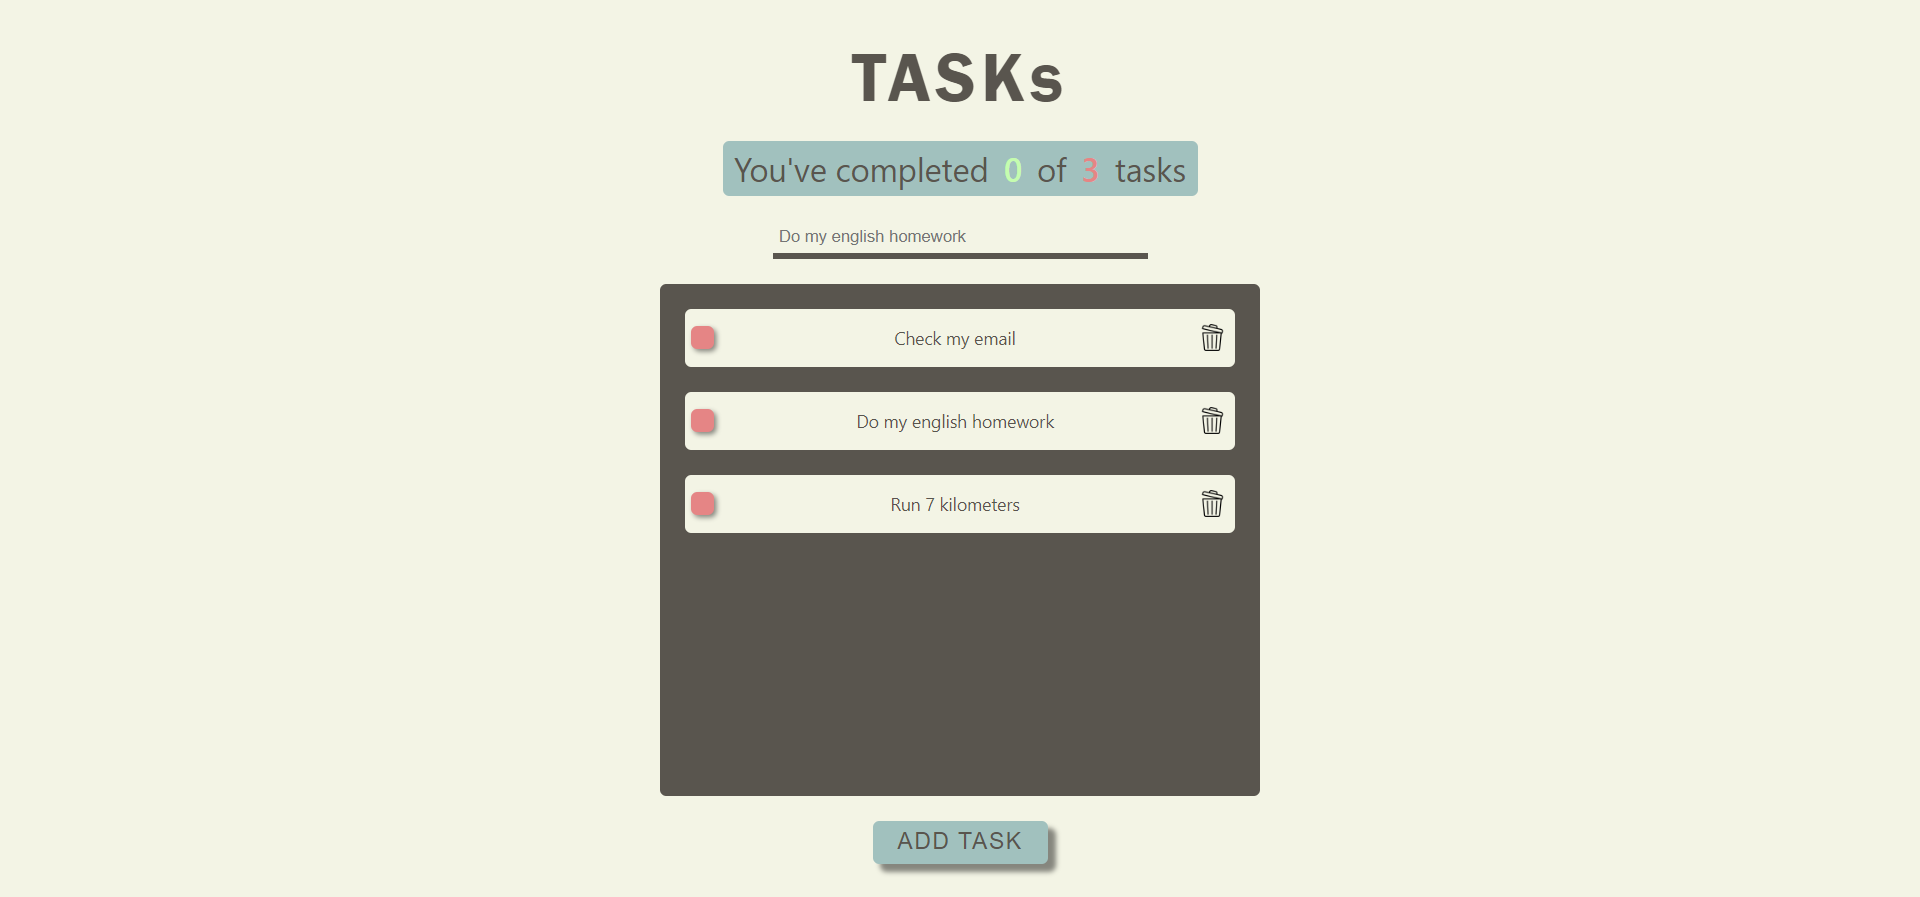 TASKs
You've completed 0 of 3 tasks
Do my english homework
Check my email
Do my english homework
Run 7 kilometers
ADD TASK